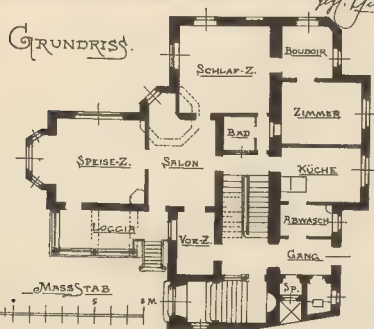 GRUNDRISS.
SCHLAF-Z.
BOUDOIR
ZIMMER
BAD
SPEISE-Z.
SALON
KÜCHE
ABWASCH
LOGGIA
VOR-Z.
GANG
SP.
MASSSTAB
5
8 M